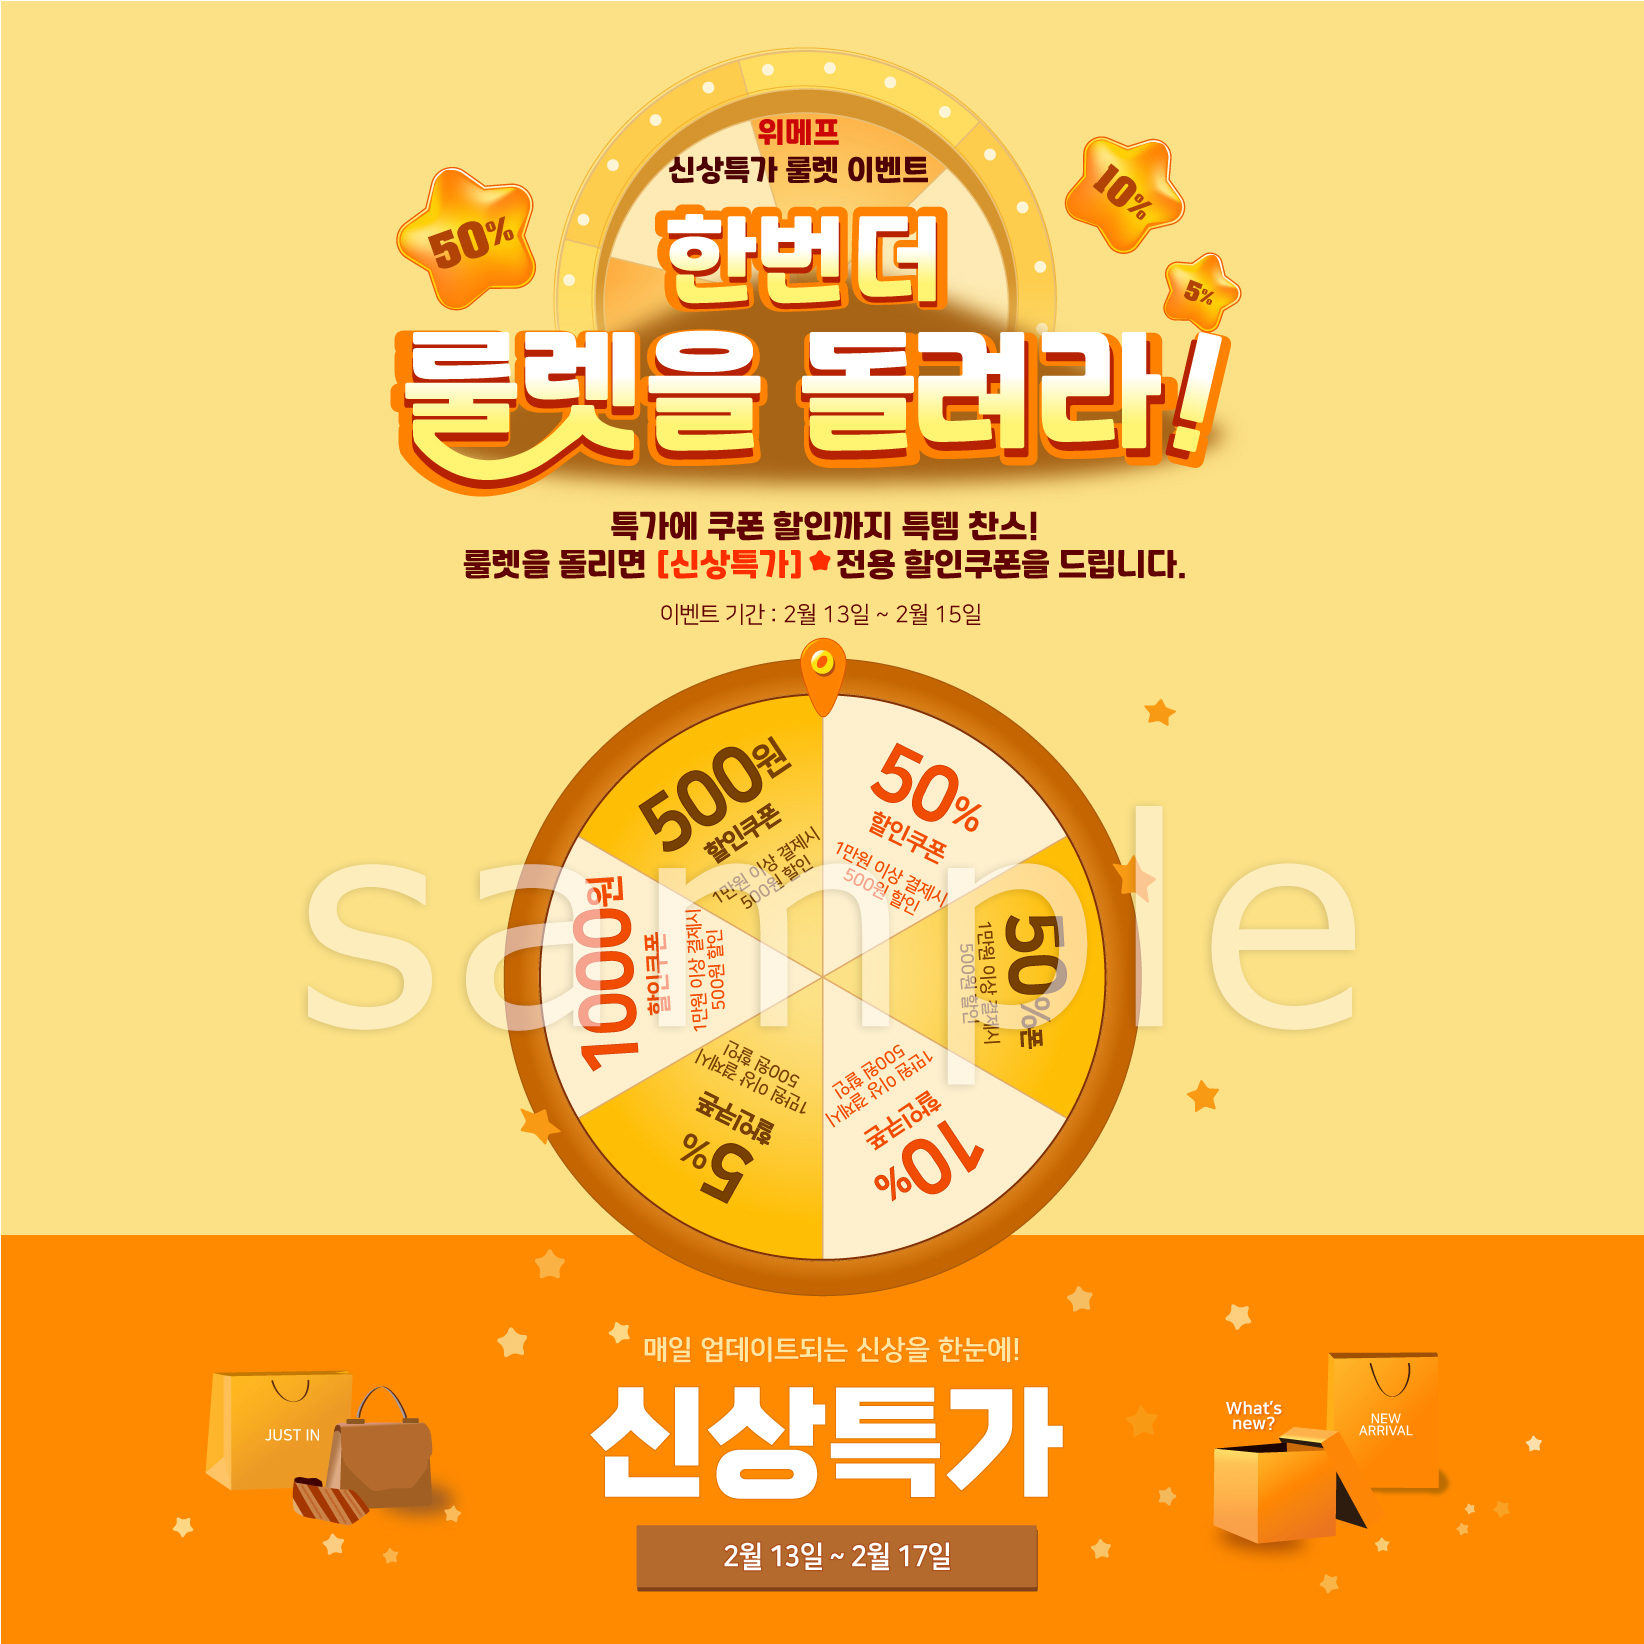 위메프
신상특가 룰렛 이벤트
50%
10%
5%
한번 더
룰렛을 돌려라!
특가에 쿠폰 할인까지 특템 찬스!
룰렛을 돌리면 [신상특가] 전용 할인쿠폰을 드립니다.
이벤트 기간 : 2월 13일 ~ 2월 15일
500원
할인쿠폰
1만원 이상 결제시
500원 할인
50%
할인쿠폰
1만원 이상 결제시
500원 할인
1000원
할인쿠폰
1만원 이상 결제시
500원 할인
50%
폰
1만원 이상 결제시
500원 할인
5%
할인쿠폰
1만원 이상 결제시
500원 할인
10%
할인쿠폰
1만원 이상 결제시
500원 할인
sample
매일 업데이트되는 신상을 한눈에!
신상특가
2월 13일 ~ 2월 17일
JUST IN
What's
new?
NEW
ARRIVAL